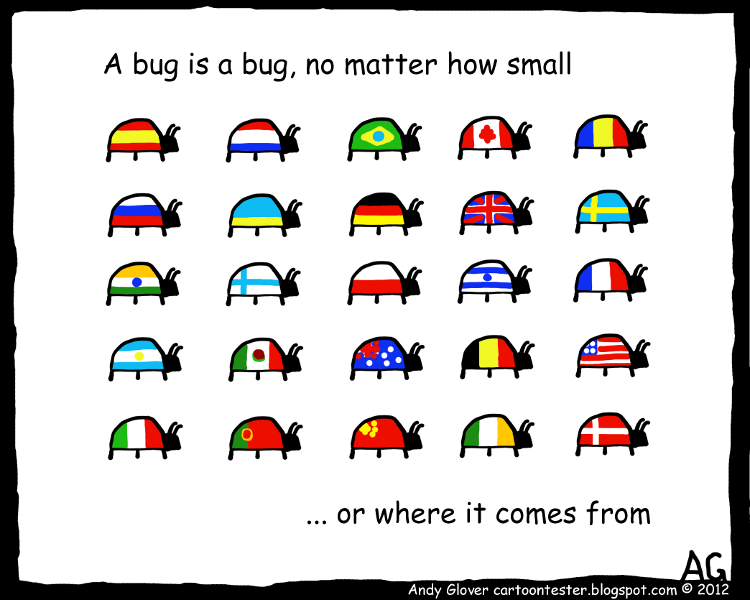 A bug is a bug, no matter how small
... or where it comes from
AG
Andy Glover cartoontester.blogspot.com © 2012